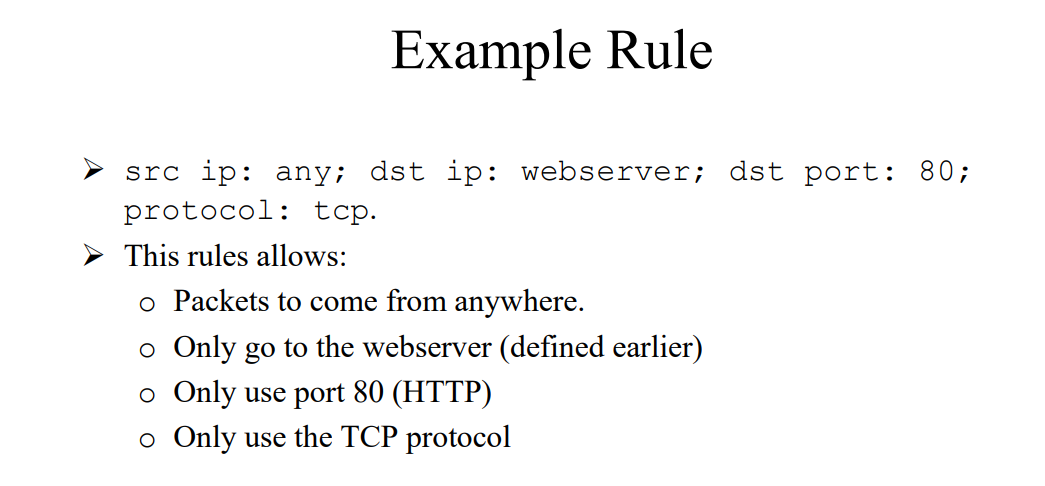 Example Rule
➢ src ip: any; dst ip: webserver; dst port: 80;
protocol: tcp.
➢ This rules allows:
o Packets to come from anywhere.
o Only go to the webserver (defined earlier)
o Only use port 80 (HTTP)
o Only use the TCP protocol